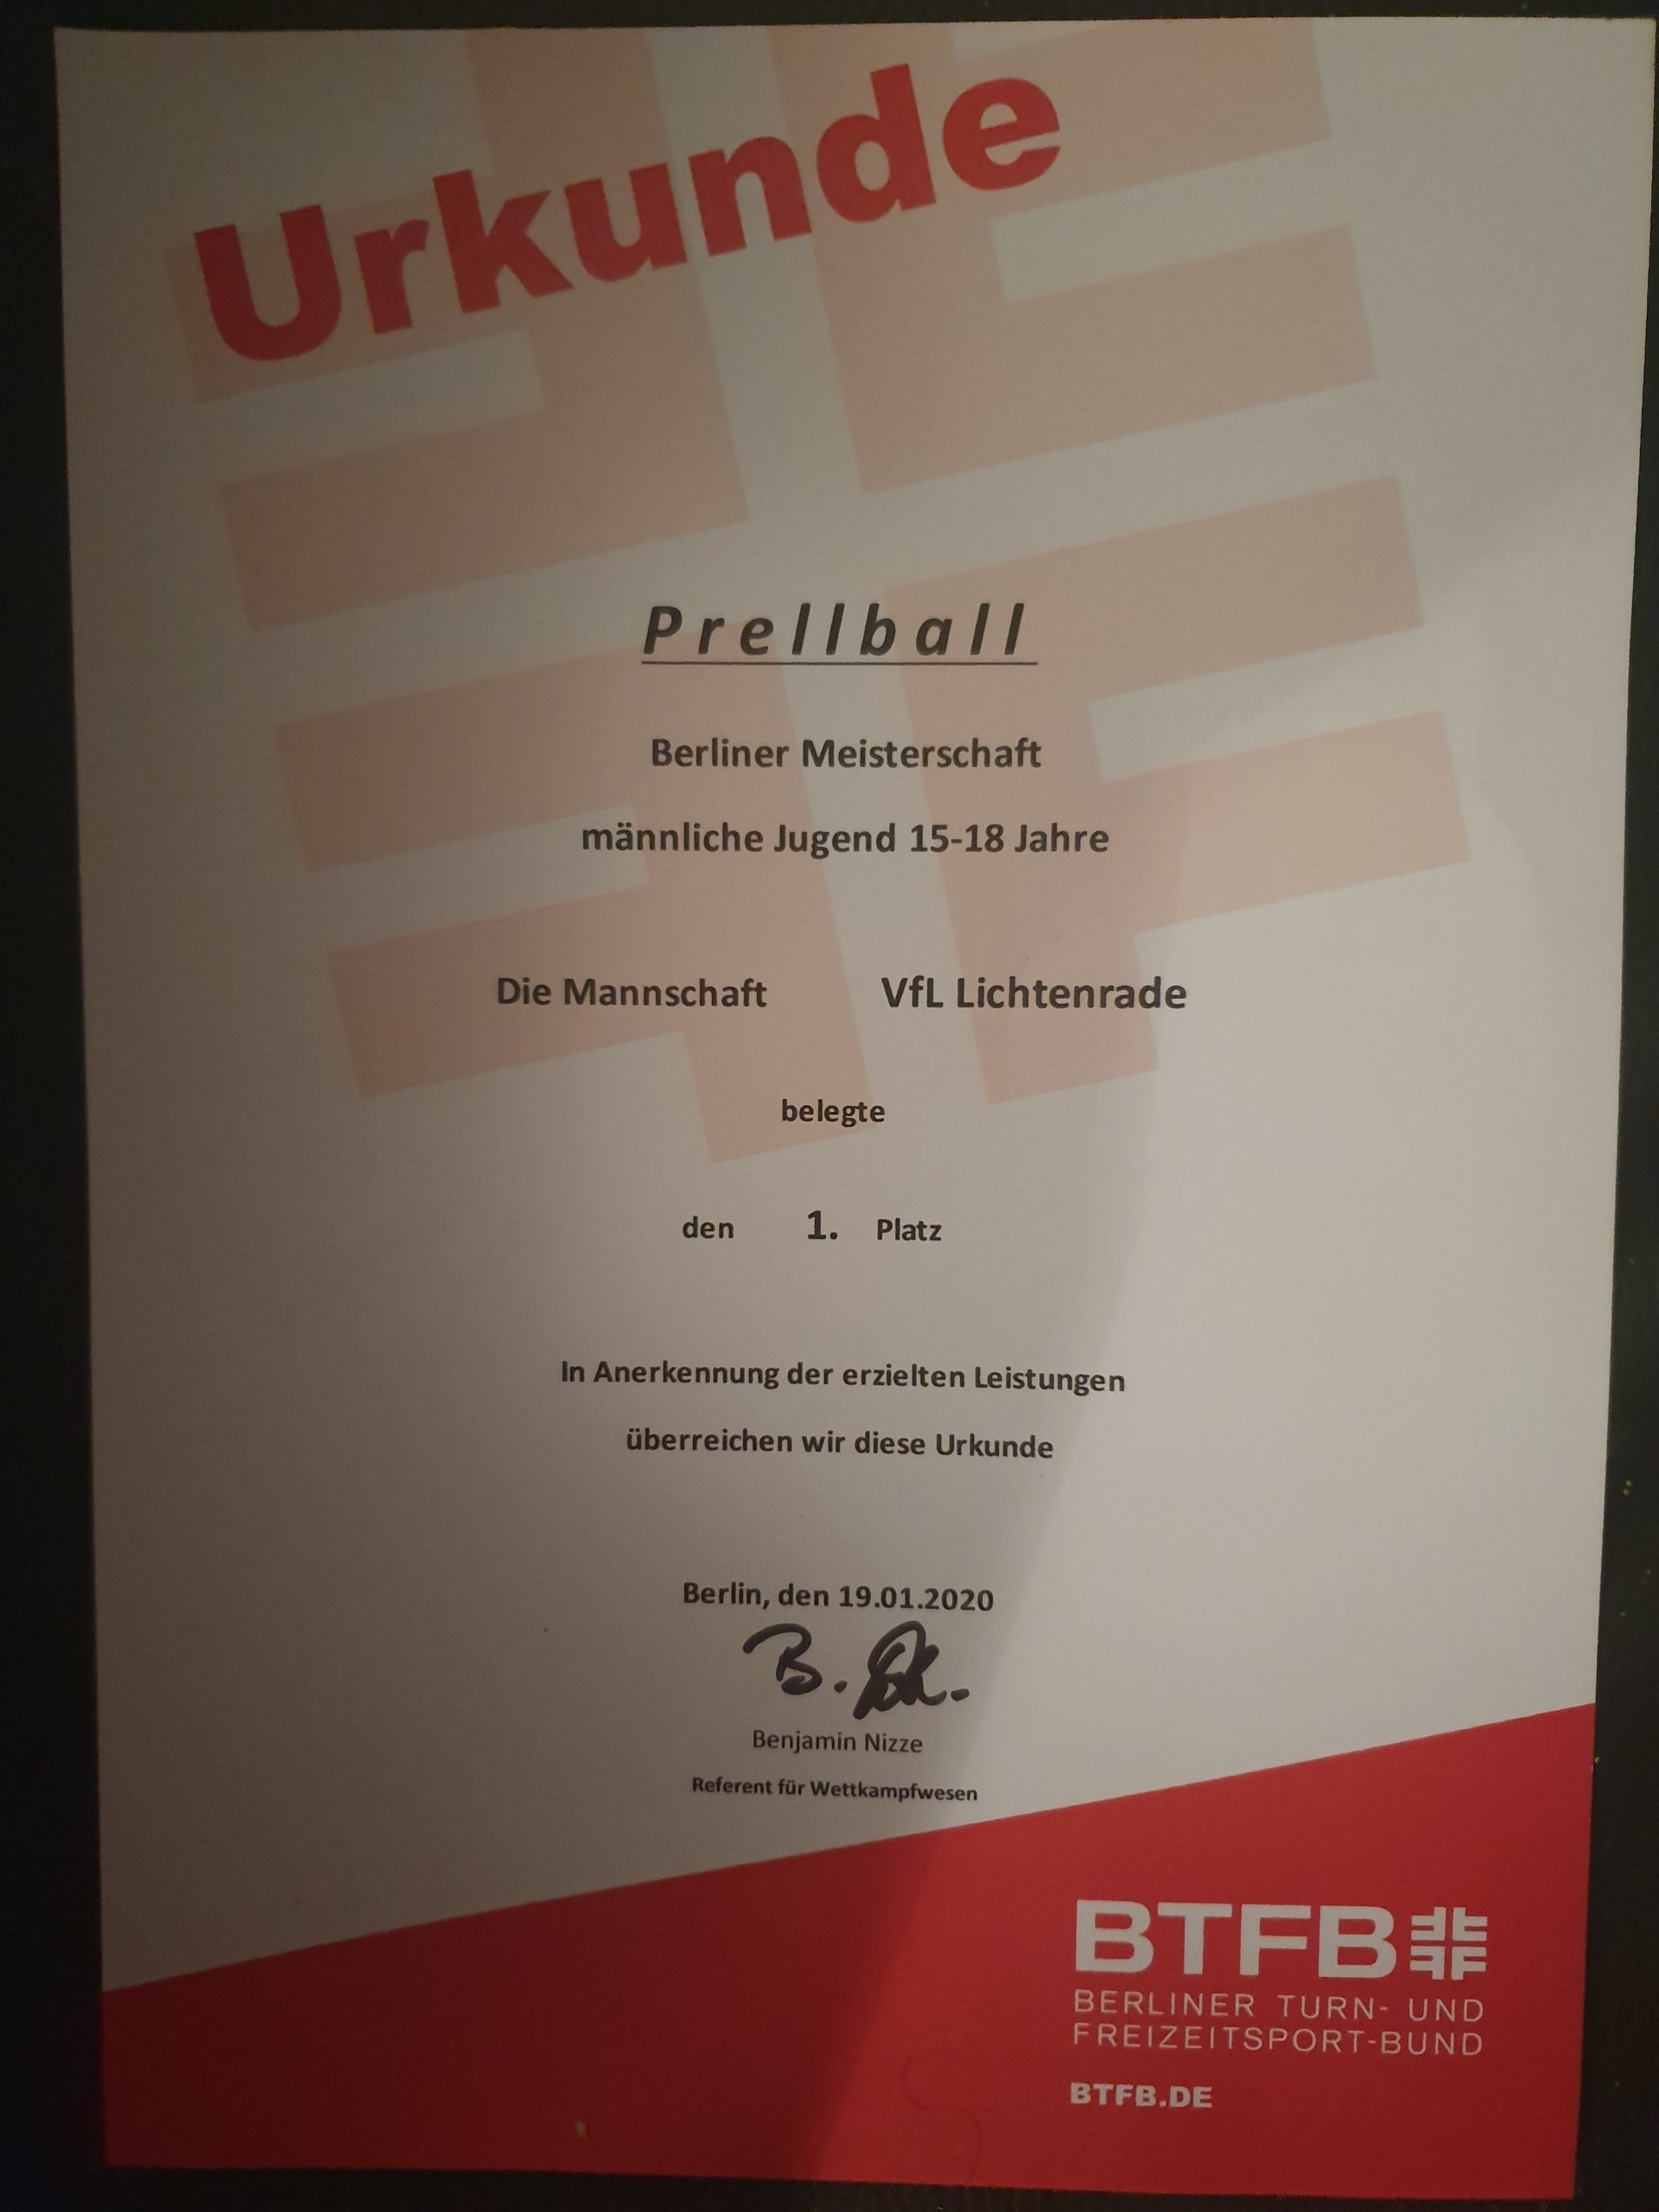 Urkunde
Prellball
Berliner Meisterschaft
männliche Jugend 15-18 Jahre
Die Mannschaft VfL Lichtenrade
belegte
den 1. Platz
In Anerkennung der erzielten Leistungen
überreichen wir diese Urkunde
Berlin, den 19.01.2020
Benjamin Nizze
Referent für Wettkampfwesen
BTFB
BERLINER TURN- UND
FREIZEITSPORT-BUND
BTFB.DE